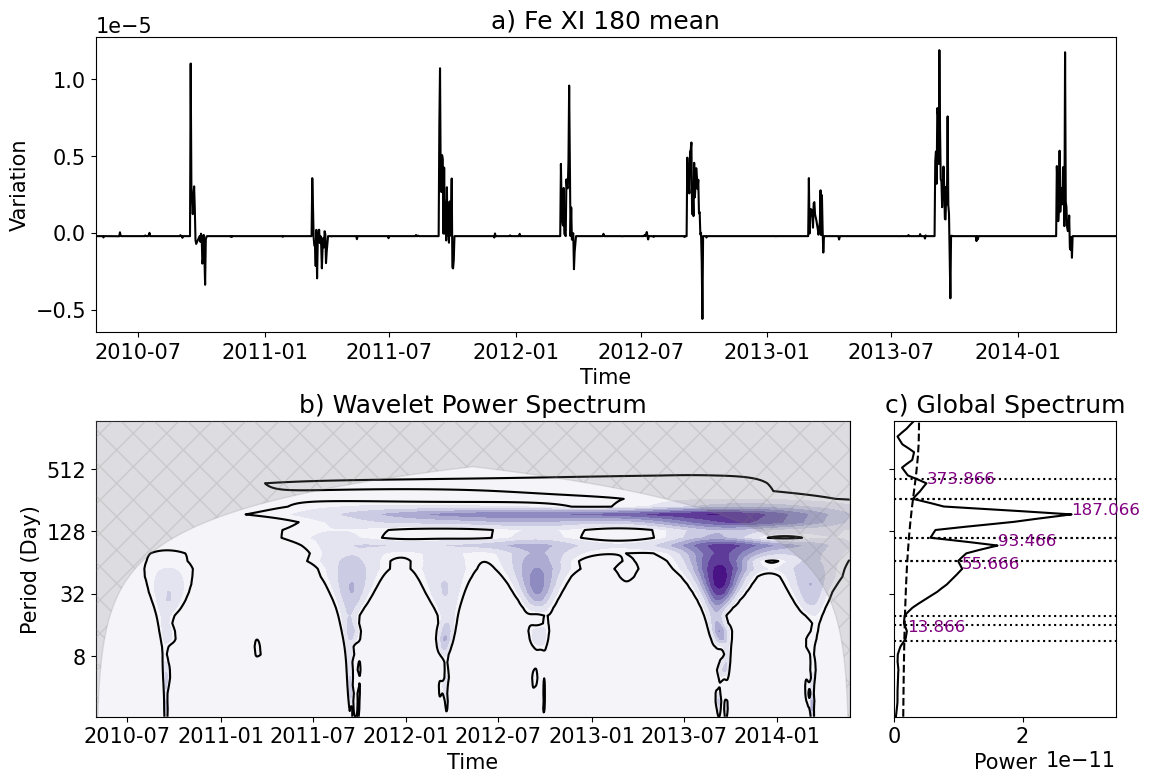 a) Fe XI 180 mean
1e−5
1.0
0.5
0.0
−0.5
Variation
2010-07 2011-01 2011-07 2012-01 2012-07 2013-01 2013-07 2014-01
Time
b) Wavelet Power Spectrum
512
128
32
8
Period (Day)
2010-07 2011-01 2011-07 2012-01 2012-07 2013-01 2013-07 2014-01
Time
c) Global Spectrum
373.866
187.066
93.466
55.666
13.866
0 2
Power 1e−11